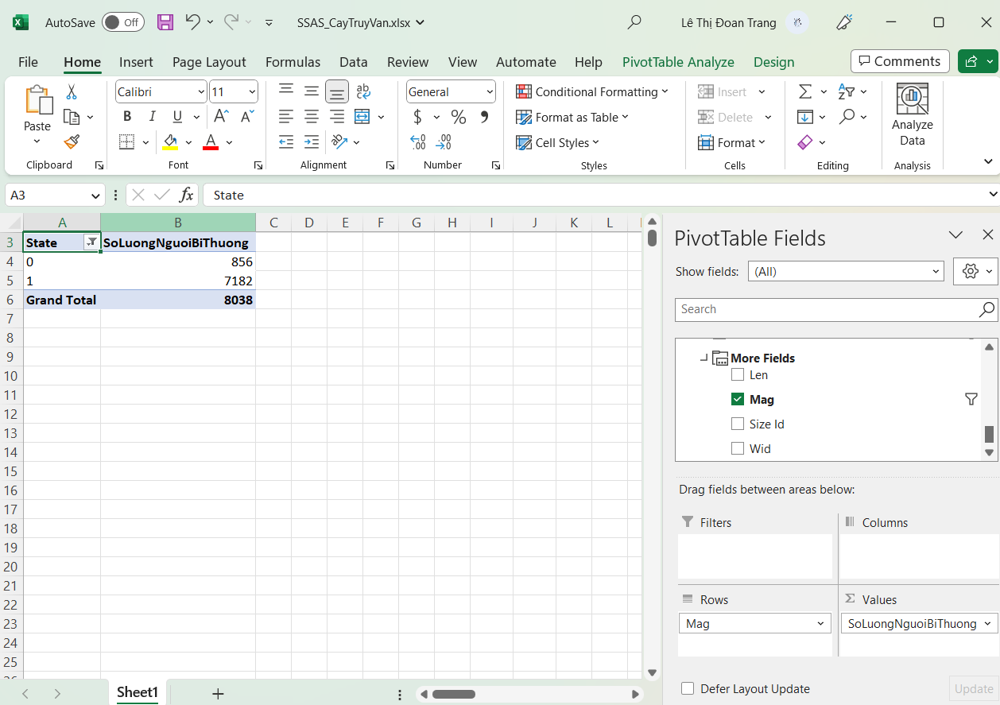 AutoSave Off SSAS_CayTruyVan.xlsx Lê Thị Đoan Trang
File Home Insert Page Layout Formulas Data Review View Automate Help PivotTable Analyze Design Comments
Paste
Clipboard
Calibri 11
B I U A A
A
Font
ab
Alignment
General
$ % 9
.00 .00
Number
Conditional Formatting
Format as Table
Cell Styles
Styles
Insert
Delete
Format
Cells
Editing
Analyze
Data
Analysis
A3 fx State
A B C D E F G H I J K L
3 State SoLuongNguoiBiThuong
4 0 856
5 1 7182
6 Grand Total 8038
7
8
9
10
11
12
13
14
15
16
17
18
19
20
21
22
23
24
25
Sheet1
PivotTable Fields
Show fields: (All)
Search
More Fields
Len
Mag
Size Id
Wid
Drag fields between areas below:
Filters Columns
Rows Values
Mag SoLuongNguoiBiThuong
Defer Layout Update Update